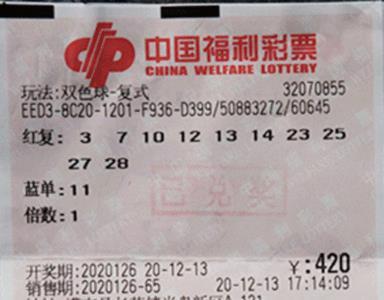 中国福利彩票
CHINA WELFARE LOTTERY
玩法:双色球-复式 32070855
EED3-8C20-1201-F936-D399/50883272/60645
红复: 3 7 10 12 13 14 23 25
27 28
蓝单:11
已兑奖
倍数:1
开奖期:2020126 20-12-13 ¥:420
销售期:2020126-65 20-12-13 17:14:09